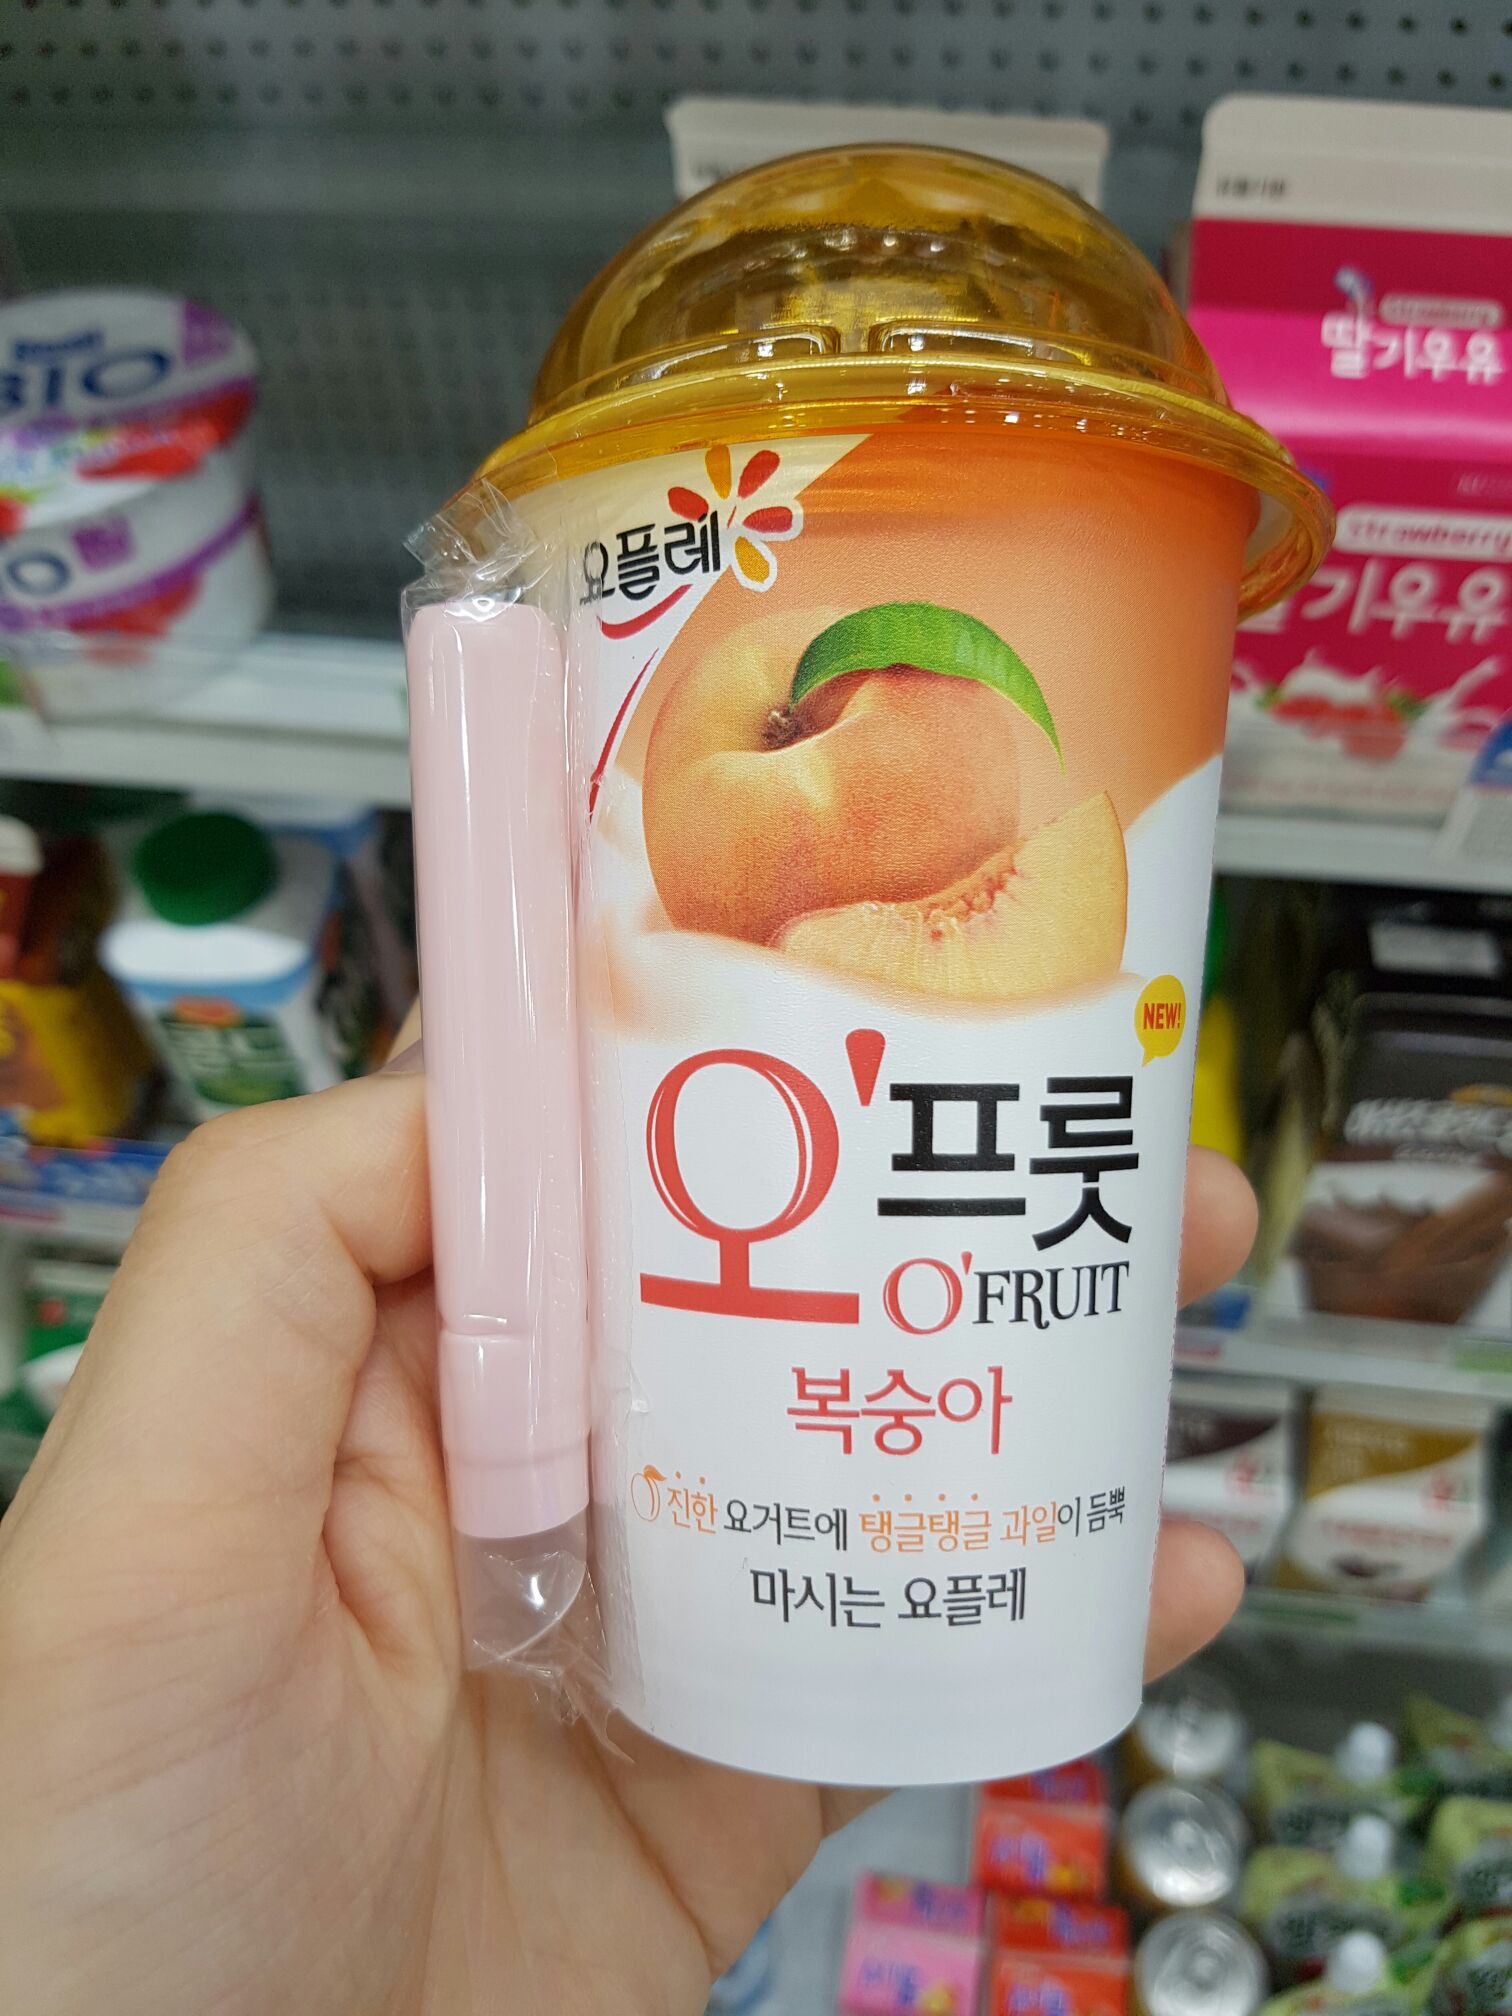 BIO
딸기우유
strawberry
기우유
요플레
NEW!
오'프룻
O'FRUIT
복숭아
진한 요거트에 탱글탱글 과일이 듬뿍
마시는 요플레